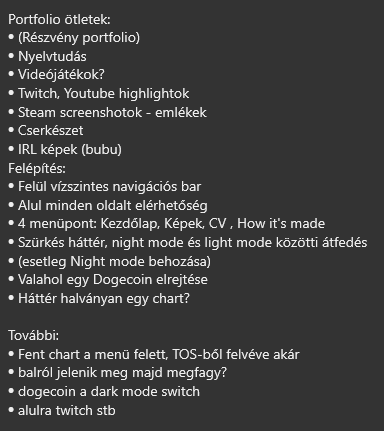 Portfolio ötletek:
• (Részvény portfolio)
• Nyelvtudás
• Videójátékok?
• Twitch, Youtube highlightok
• Steam screenshotok - emlékek
• Cserkészet
• IRL képek (bubu)
Felépítés:
• Felül vízszintes navigációs bar
• Alul minden oldalt elérhetőség
• 4 menüpont: Kezdőlap, Képek, CV , How it's made
• Szürkés háttér, night mode és light mode közötti átfedés
• (esetleg Night mode behozása)
• Valahol egy Dogecoin elrejtése
• Háttér halványan egy chart?
További:
• Fent chart a menü felett, TOS-ből felvéve akár
• balról jelenik meg majd megfagy?
• dogecoin a dark mode switch
• alulra twitch stb